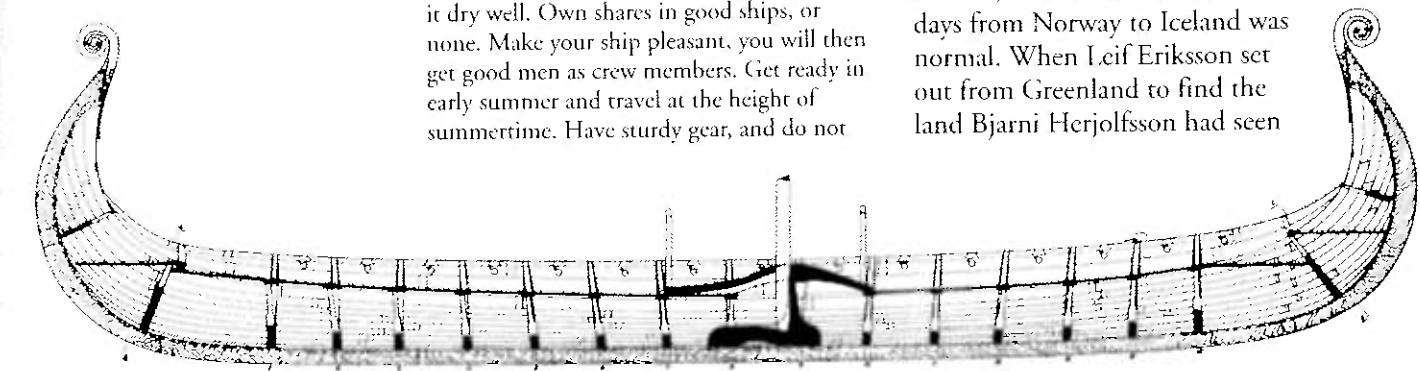 it dry well. Own shares in good ships, or
none. Make your ship pleasant, you will then
get good men as crew members. Get ready in
early summer and travel at the height of
summertime. Have sturdy gear, and do not
days from Norway to Iceland was
normal. When Leif Eriksson set
out from Greenland to find the
land Bjarni Herjolfsson had seen